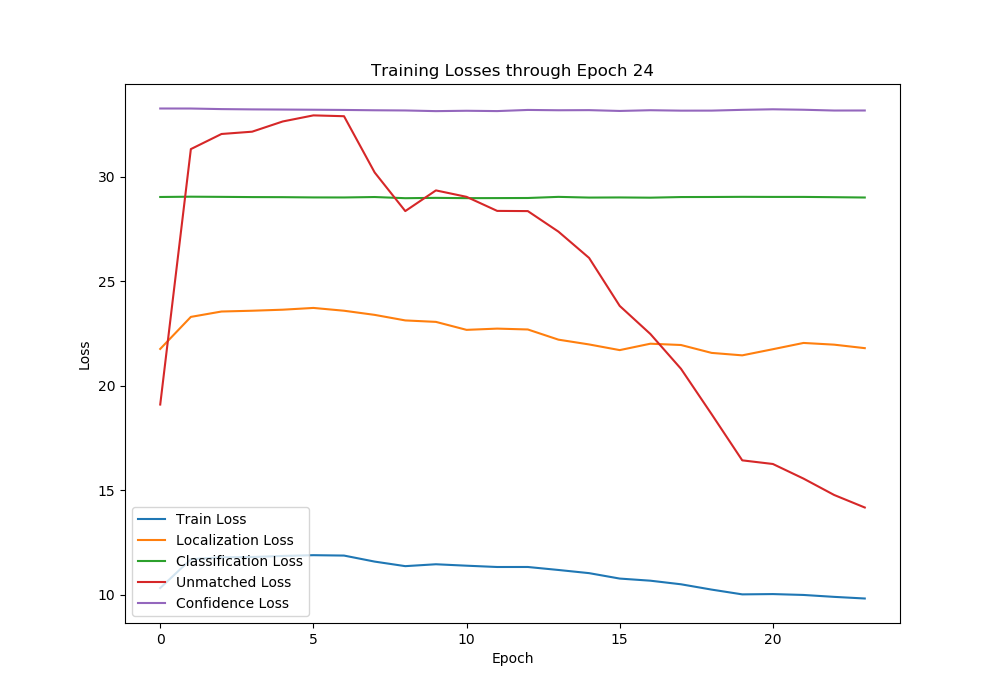 Training Losses through Epoch 24
Loss
30
25
20
15
10
Train Loss
Localization Loss
Classification Loss
Unmatched Loss
Confidence Loss
0 5 10 15 20
Epoch